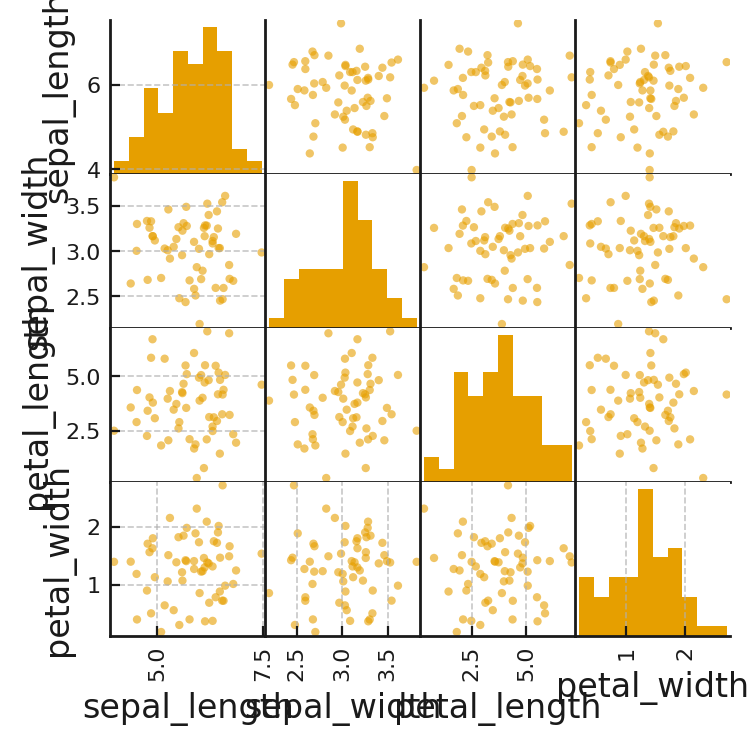 sepal_length
6
4
sepal_width
3.5
3.0
2.5
petal_length
5.0
2.5
petal_width
2
1
5.0
7.5
2.5
3.0
3.5
2.5
5.0
1
2
sepal_length
sepal_width
petal_length
petal_width